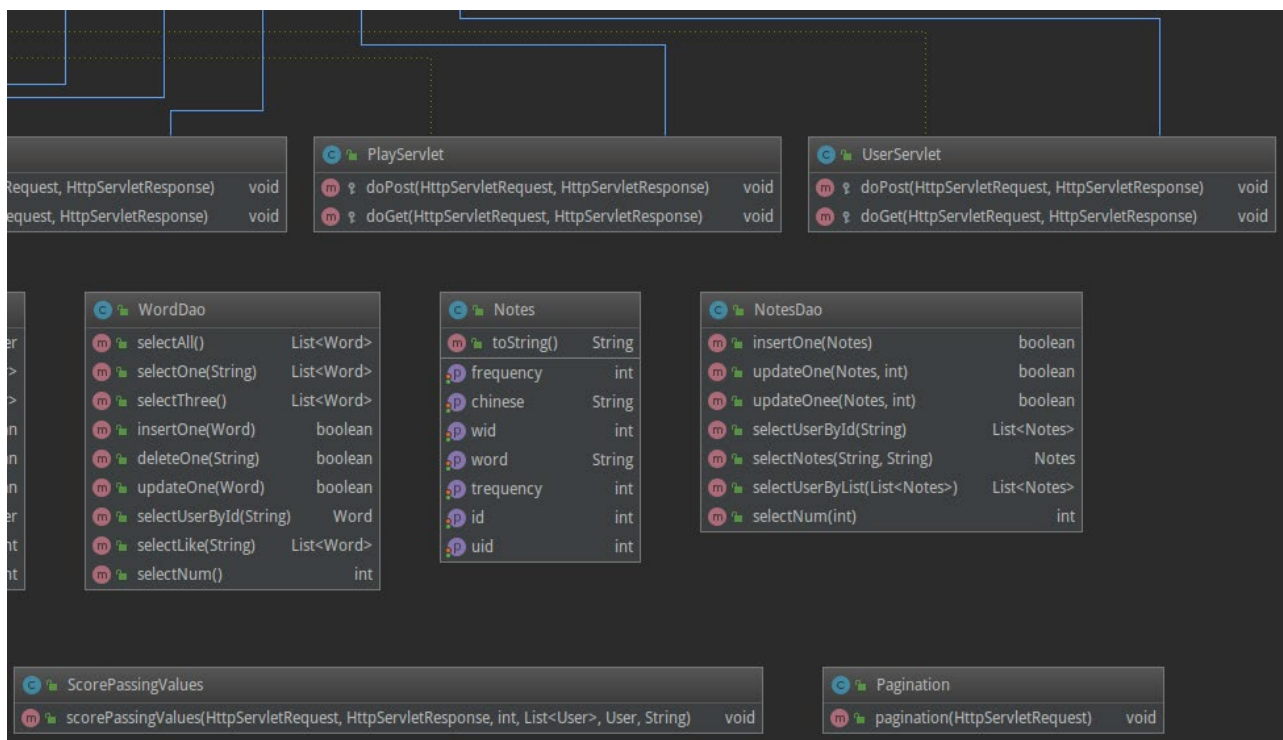 Request, HttpServletResponse) void
equest, HttpServletResponse) void
PlayServlet
doPost(HttpServletRequest, HttpServletResponse) void
doGet(HttpServletRequest, HttpServletResponse) void
UserServlet
doPost(HttpServletRequest, HttpServletResponse) void
doGet(HttpServletRequest, HttpServletResponse) void
er
>
>
n
n
n
er
nt
nt
WordDao
selectAll() List<Word>
selectOne(String) List<Word>
selectThree() List<Word>
insertOne(Word) boolean
deleteOne(String) boolean
updateOne(Word) boolean
selectUserById(String) Word
selectLike(String) List<Word>
selectNum() int
Notes
toString() String
frequency int
chinese String
wid int
word String
trequency int
id int
uid int
NotesDao
insertOne(Notes) boolean
updateOne(Notes, int) boolean
updateOnee(Notes, int) boolean
selectUserById(String) List<Notes>
selectNotes(String, String) Notes
selectUserByList(List<Notes>) List<Notes>
selectNum(int) int
ScorePassingValues
scorePassingValues(HttpServletRequest, HttpServletResponse, int, List<User>, User, String) void
Pagination
pagination(HttpServletRequest) void